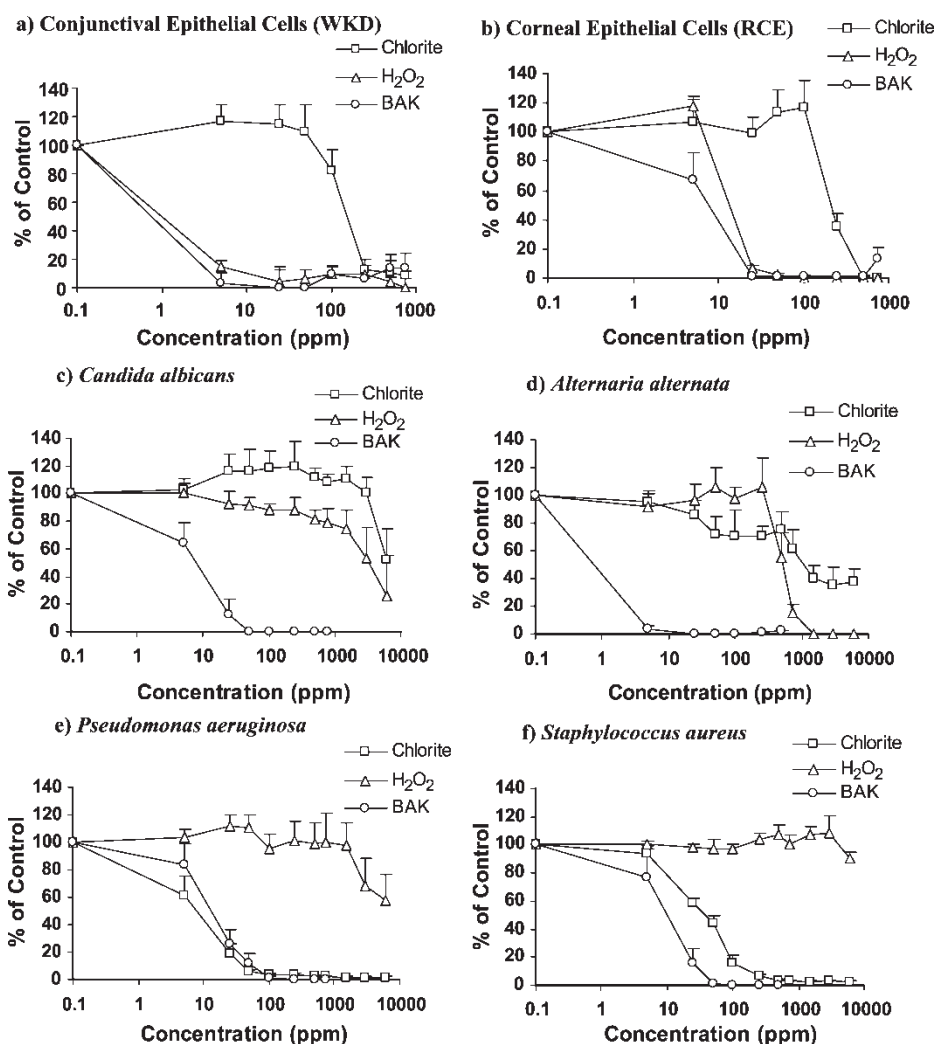 a) Conjunctival Epithelial Cells (WKD)
Chlorite
H₂O₂
BAK
140
120
100
80
60
40
20
0
% of Control
0.1 1 10 100 1000
Concentration (ppm)
b) Corneal Epithelial Cells (RCE)
Chlorite
H₂O₂
BAK
140
120
100
80
60
40
20
0
% of Control
0.1 1 10 100 1000
Concentration (ppm)
c) Candida albicans
Chlorite
H₂O₂
BAK
140
120
100
80
60
40
20
0
% of Control
0.1 1 10 100 1000 10000
Concentration (ppm)
d) Alternaria alternata
Chlorite
H₂O₂
BAK
140
120
100
80
60
40
20
0
% of Control
0.1 1 10 100 1000 10000
Concentration (ppm)
e) Pseudomonas aeruginosa
Chlorite
H₂O₂
BAK
140
120
100
80
60
40
20
0
% of Control
0.1 1 10 100 1000 10000
Concentration (ppm)
f) Staphylococcus aureus
Chlorite
H₂O₂
BAK
140
120
100
80
60
40
20
0
% of Control
0.1 1 10 100 1000 10000
Concentration (ppm)